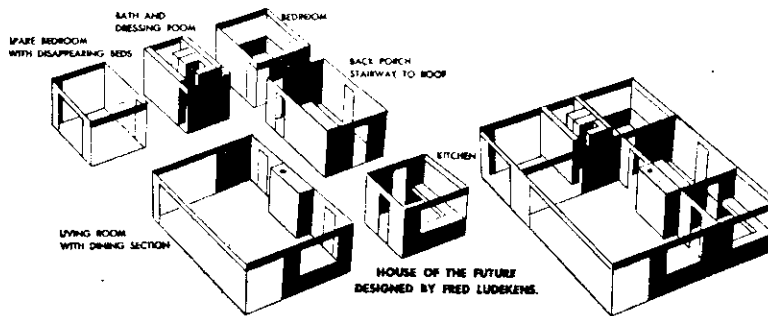 BATH AND
DRESSING ROOM
BEDROOM
SPARE BEDROOM
WITH DISAPPEARING BEDS
BACK PORCH
STAIRWAY TO ROOF
KITCHEN
LIVING ROOM
WITH DINING SECTION
HOUSE OF THE FUTURE
DESIGNED BY FRED LUDEKENS.